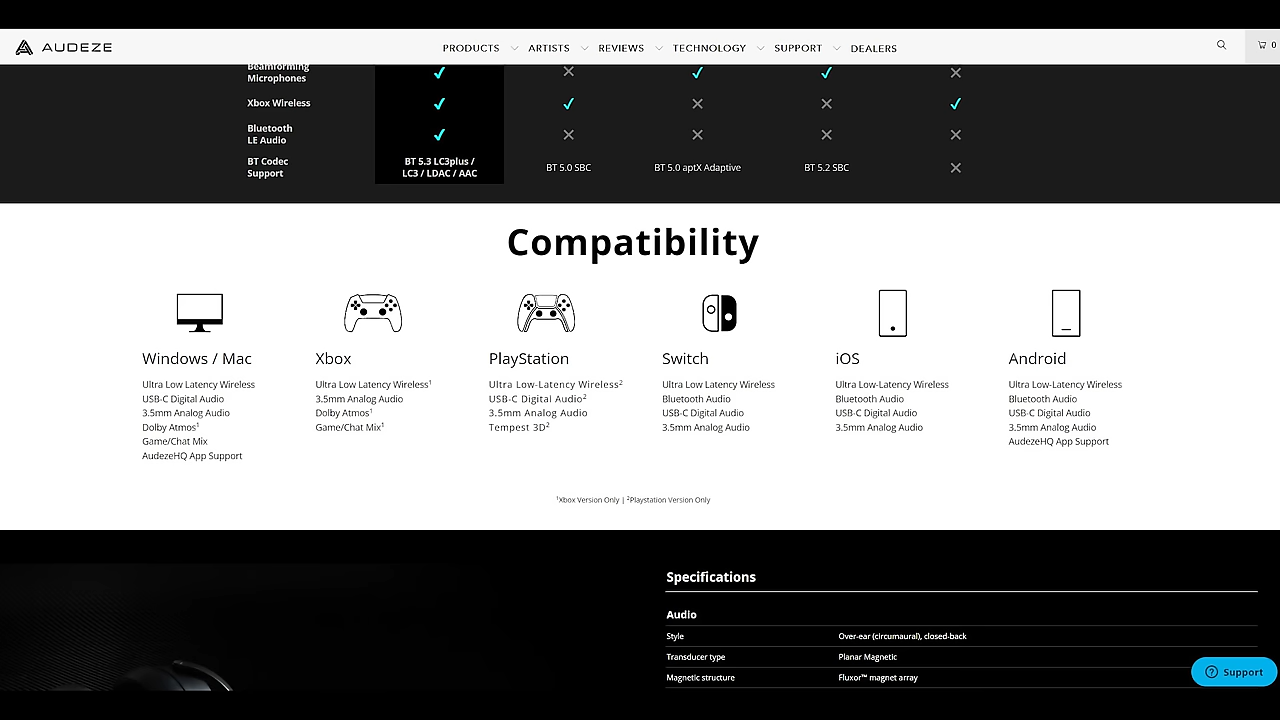 AUDEZE
PRODUCTS ARTISTS REVIEWS TECHNOLOGY SUPPORT DEALERS
0
Beamforming
Microphones
Xbox Wireless
Bluetooth
LE Audio
BT Codec
Support
BT 5.3 LC3plus /
LC3 / LDAC / AAC
BT 5.0 SBC
BT 5.0 aptX Adaptive
BT 5.2 SBC
Compatibility
Windows / Mac
Ultra Low Latency Wireless
USB-C Digital Audio
3.5mm Analog Audio
Dolby Atmos¹
Game/Chat Mix
AudezeHQ App Support
Xbox
Ultra Low Latency Wireless¹
3.5mm Analog Audio
Dolby Atmos¹
Game/Chat Mix¹
PlayStation
Ultra Low-Latency Wireless²
USB-C Digital Audio²
3.5mm Analog Audio
Tempest 3D²
Switch
Ultra Low Latency Wireless
Bluetooth Audio
USB-C Digital Audio
3.5mm Analog Audio
iOS
Ultra Low-Latency Wireless
Bluetooth Audio
USB-C Digital Audio
3.5mm Analog Audio
Android
Ultra Low-Latency Wireless
Bluetooth Audio
USB-C Digital Audio
3.5mm Analog Audio
AudezeHQ App Support
¹Xbox Version Only | ²Playstation Version Only
Specifications
Audio
Style Over-ear (circumaural), closed-back
Transducer type Planar Magnetic
Magnetic structure Fluxor™ magnet array
Support